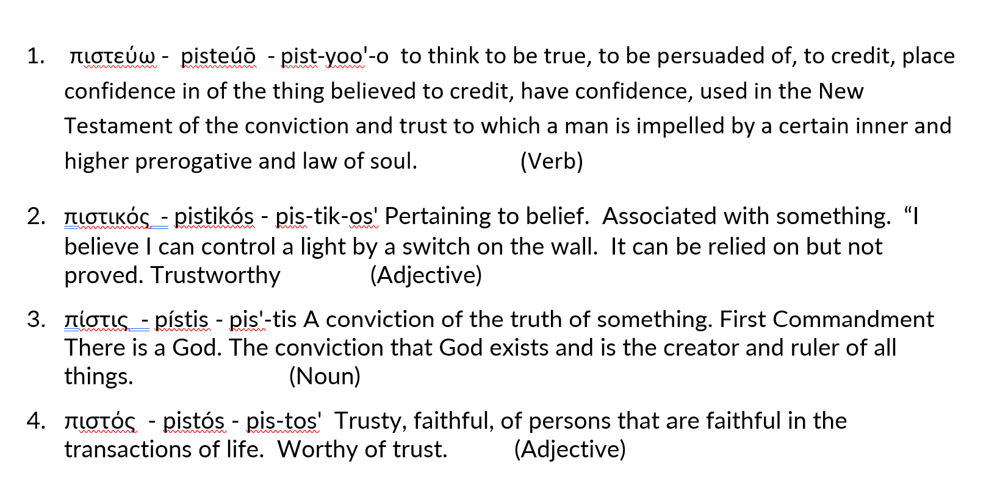 1. πιστεύω - pisteúō - pist-yoo'-o to think to be true, to be persuaded of, to credit, place
confidence in of the thing believed to credit, have confidence, used in the New
Testament of the conviction and trust to which a man is impelled by a certain inner and
higher prerogative and law of soul. (Verb)
2. πιστικός - pistikós - pis-tik-os' Pertaining to belief. Associated with something. “I
believe I can control a light by a switch on the wall. It can be relied on but not
proved. Trustworthy (Adjective)
3. πίστις - pístis - pis'-tis A conviction of the truth of something. First Commandment
There is a God. The conviction that God exists and is the creator and ruler of all
things. (Noun)
4. πιστός - pistós - pis-tos' Trusty, faithful, of persons that are faithful in the
transactions of life. Worthy of trust. (Adjective)